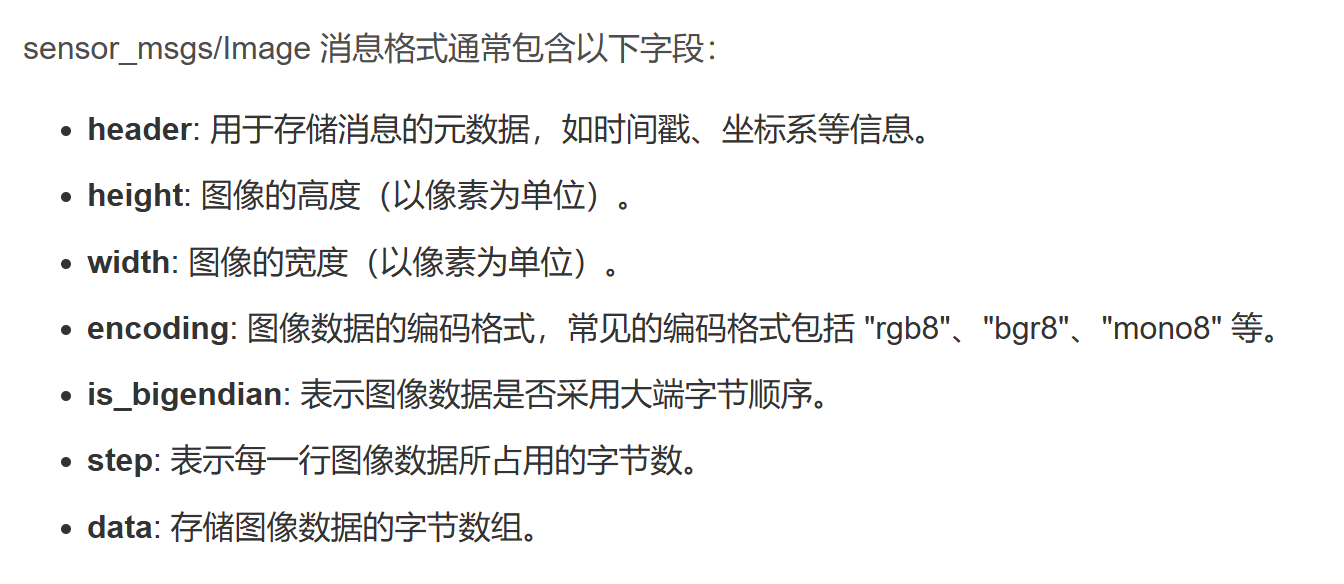 sensor_msgs/Image 消息格式通常包含以下字段：
• header: 用于存储消息的元数据，如时间戳、坐标系等信息。
• height: 图像的高度（以像素为单位）。
• width: 图像的宽度（以像素为单位）。
• encoding: 图像数据的编码格式，常见的编码格式包括 "rgb8"、"bgr8"、"mono8" 等。
• is_bigendian: 表示图像数据是否采用大端字节顺序。
• step: 表示每一行图像数据所占用的字节数。
• data: 存储图像数据的字节数组。